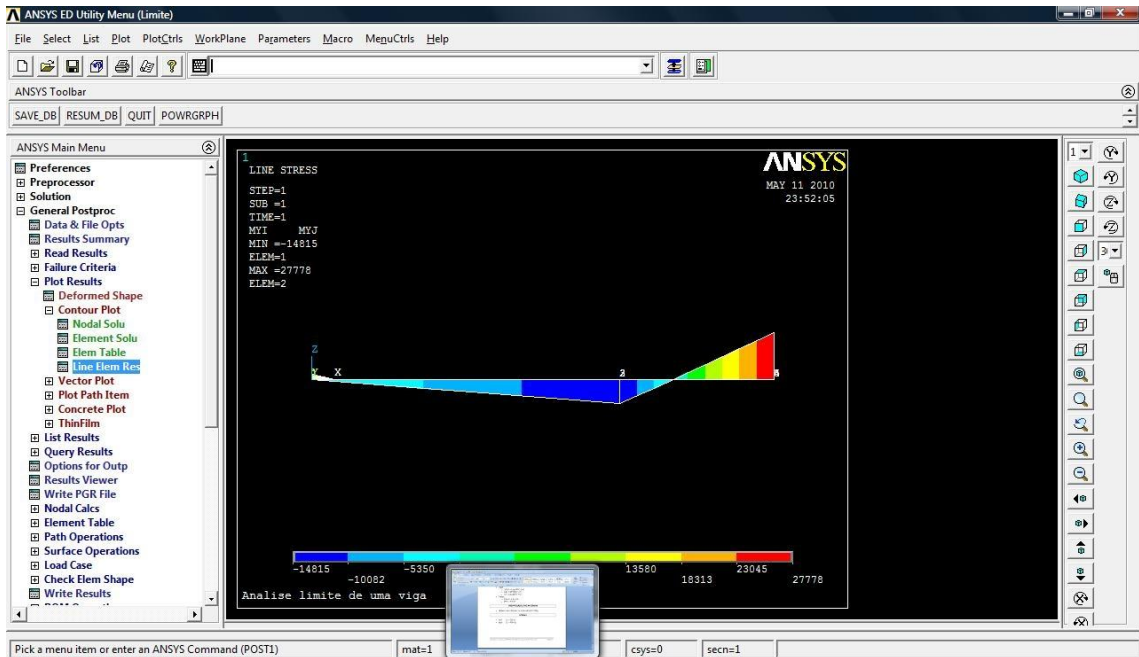 ANSYS ED Utility Menu (Limite)
File Select List Plot PlotCtrls WorkPlane Parameters Macro MenuCtrls Help
ANSYS Toolbar
SAVE_DB RESUM_DB QUIT POWRGRPH
ANSYS Main Menu
Preferences
Preprocessor
Solution
General Postproc
Data & File Opts
Results Summary
Read Results
Failure Criteria
Plot Results
Deformed Shape
Contour Plot
Nodal Solu
Element Solu
Elem Table
Line Elem Res
Vector Plot
Plot Path Item
Concrete Plot
ThinFilm
List Results
Query Results
Options for Outp
Results Viewer
Write PGR File
Nodal Calcs
Element Table
Path Operations
Surface Operations
Load Case
Check Elem Shape
Write Results
1
LINE STRESS
STEP=1
SUB =1
TIME=1
MYI MYJ
MIN =-14815
ELEM=1
MAX =27778
ELEM=2
ANSYS
MAY 11 2010
23:52:05
Z
X
-14815 -5350 13580 23045
-10082 18313 27778
Analise limite de uma viga
1
Pick a menu item or enter an ANSYS Command (POST1) mat=1 csys=0 secn=1